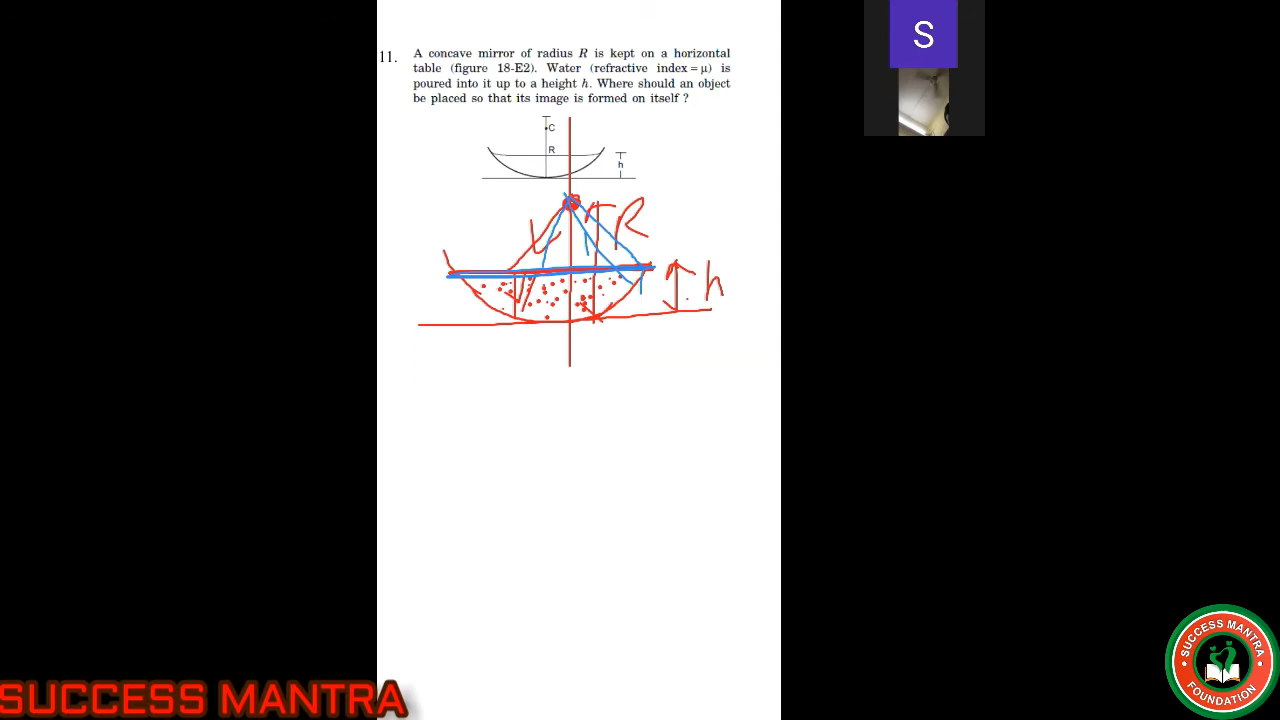 11. A concave mirror of radius R is kept on a horizontal
table (figure 18-E2). Water (refractive index = μ) is
poured into it up to a height h. Where should an object
be placed so that its image is formed on itself ?
C
R
h
R
h
S
SUCCESS MANTRA
SUCCESS MANTRA
FOUNDATION